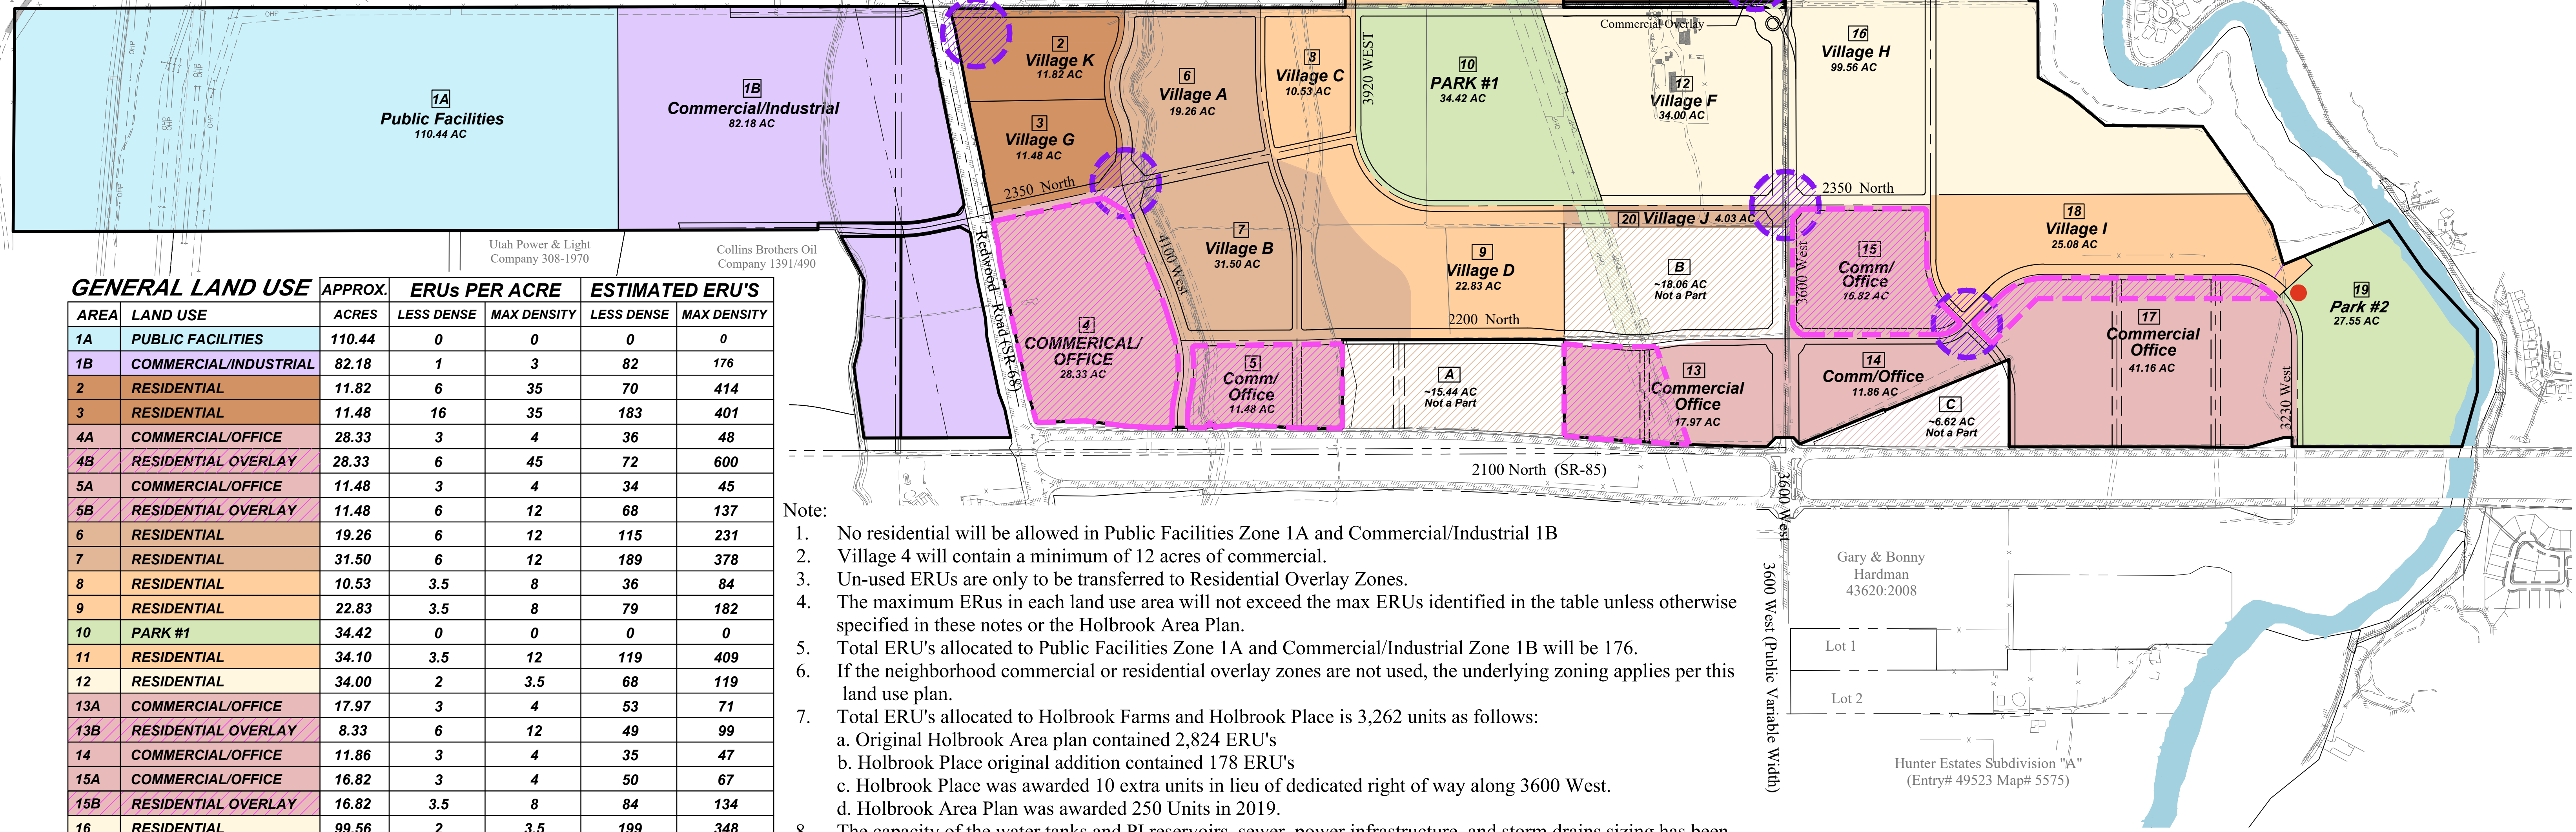 Commercial Overlay
1A
Public Facilities
110.44 AC
1B
Commercial/Industrial
82.18 AC
2
Village K
11.82 AC
3
Village G
11.48 AC
6
Village A
19.26 AC
8
Village C
10.53 AC
3920 WEST
10
PARK #1
34.42 AC
12
Village F
34.00 AC
16
Village H
99.56 AC
2350 North
2350 North
20 Village J 4.03 AC
18
Village I
25.08 AC
7
Village B
31.50 AC
9
Village D
22.83 AC
B
~18.06 AC
Not a Part
3600 West
15
Comm/
Office
16.82 AC
19
Park #2
27.55 AC
Utah Power & Light
Company 308-1970
Collins Brothers Oil
Company 1391/490
Redwood Road (SR-68)
4100 West
2200 North
4
COMMERICAL/
OFFICE
28.33 AC
5
Comm/
Office
11.48 AC
A
~15.44 AC
Not a Part
13
Commercial
Office
17.97 AC
14
Comm/Office
11.86 AC
C
~6.62 AC
Not a Part
17
Commercial
Office
41.16 AC
3230 West
2100 North (SR-85)
3600 West
3600 West (Public Variable Width)
Gary & Bonny
Hardman
43620:2008
Lot 1
Lot 2
Hunter Estates Subdivision "A"
(Entry# 49523 Map# 5575)
GENERAL LAND USE APPROX. ERUs PER ACRE ESTIMATED ERU'S
AREA LAND USE ACRES LESS DENSE MAX DENSITY LESS DENSE MAX DENSITY
1A PUBLIC FACILITIES 110.44 0 0 0 0
1B COMMERCIAL/INDUSTRIAL 82.18 1 3 82 176
2 RESIDENTIAL 11.82 6 35 70 414
3 RESIDENTIAL 11.48 16 35 183 401
4A COMMERCIAL/OFFICE 28.33 3 4 36 48
4B RESIDENTIAL OVERLAY 28.33 6 45 72 600
5A COMMERCIAL/OFFICE 11.48 3 4 34 45
5B RESIDENTIAL OVERLAY 11.48 6 12 68 137
6 RESIDENTIAL 19.26 6 12 115 231
7 RESIDENTIAL 31.50 6 12 189 378
8 RESIDENTIAL 10.53 3.5 8 36 84
9 RESIDENTIAL 22.83 3.5 8 79 182
10 PARK #1 34.42 0 0 0 0
11 RESIDENTIAL 34.10 3.5 12 119 409
12 RESIDENTIAL 34.00 2 3.5 68 119
13A COMMERCIAL/OFFICE 17.97 3 4 53 71
13B RESIDENTIAL OVERLAY 8.33 6 12 49 99
14 COMMERCIAL/OFFICE 11.86 3 4 35 47
15A COMMERCIAL/OFFICE 16.82 3 4 50 67
15B RESIDENTIAL OVERLAY 16.82 3.5 8 84 134
16 RESIDENTIAL 99.56 2 3.5 199 348
Note:
1. No residential will be allowed in Public Facilities Zone 1A and Commercial/Industrial 1B
2. Village 4 will contain a minimum of 12 acres of commercial.
3. Un-used ERUs are only to be transferred to Residential Overlay Zones.
4. The maximum ERus in each land use area will not exceed the max ERUs identified in the table unless otherwise
specified in these notes or the Holbrook Area Plan.
5. Total ERU's allocated to Public Facilities Zone 1A and Commercial/Industrial Zone 1B will be 176.
6. If the neighborhood commercial or residential overlay zones are not used, the underlying zoning applies per this
land use plan.
7. Total ERU's allocated to Holbrook Farms and Holbrook Place is 3,262 units as follows:
a. Original Holbrook Area plan contained 2,824 ERU's
b. Holbrook Place original addition contained 178 ERU's
c. Holbrook Place was awarded 10 extra units in lieu of dedicated right of way along 3600 West.
d. Holbrook Area Plan was awarded 250 Units in 2019.
8. The capacity of the water tanks and PI reservoirs, sewer, power infrastructure, and storm drains sizing has been